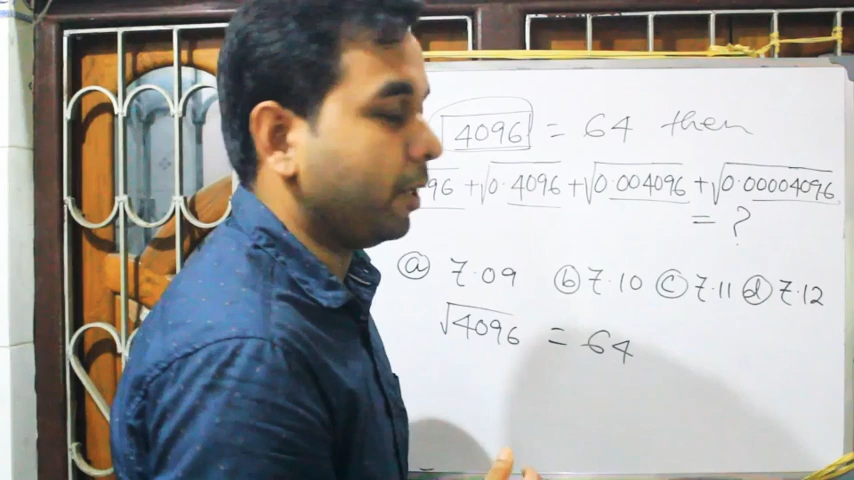 √4096 = 64 then
96 + √0.4096 + √0.004096 + √0.00004096
= ?
ⓐ 7.09 ⓑ 7.10 ⓒ 7.11 ⓓ 7.12
√4096 = 64